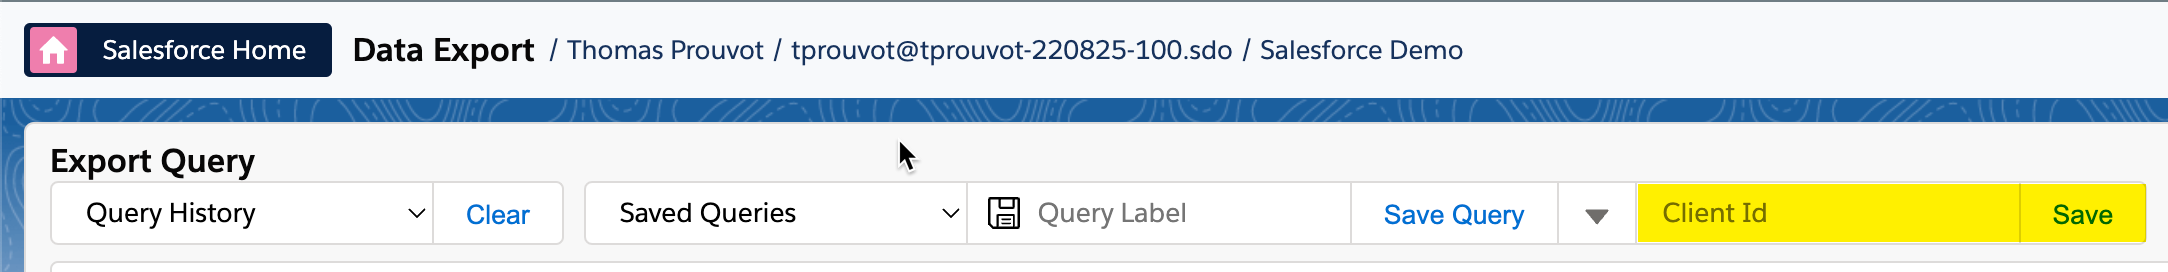 Salesforce Home Data Export / Thomas Prouvot / tprouvot@tprouvot-220825-100.sdo / Salesforce Demo
Export Query
Query History Clear Saved Queries Query Label Save Query Client Id Save